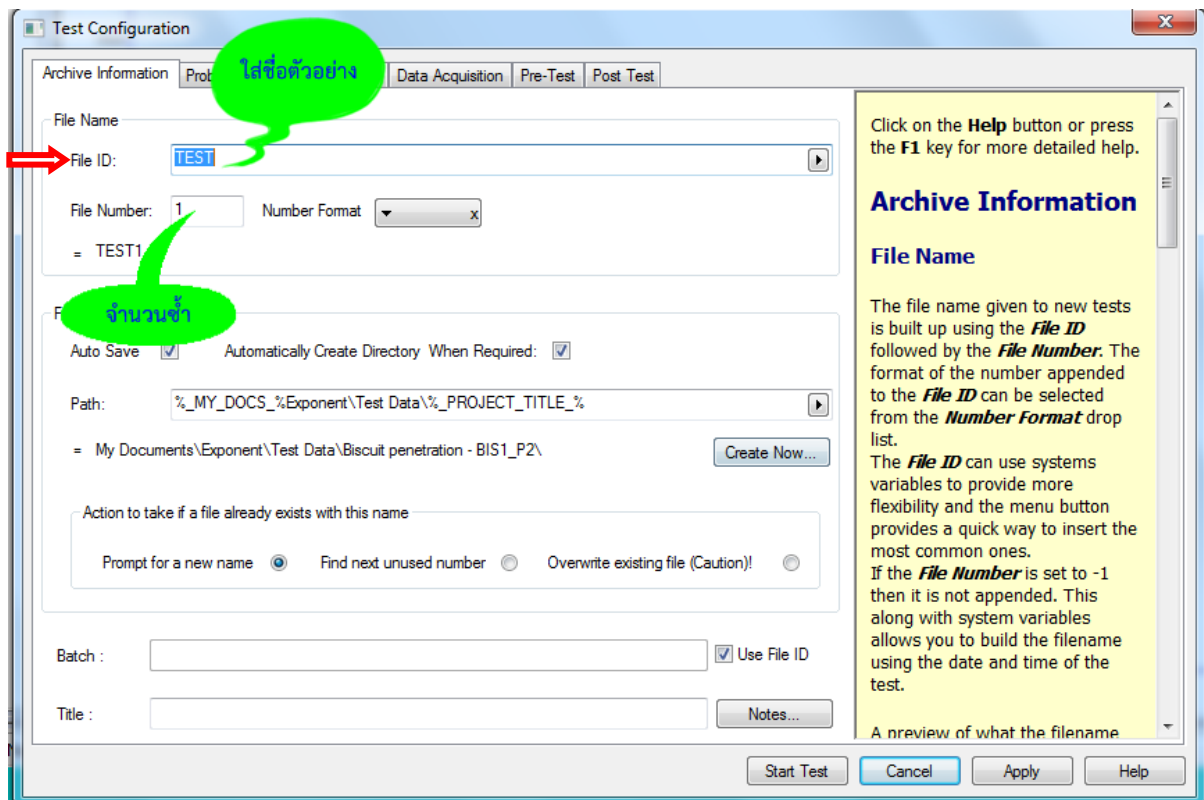 Test Configuration
Archive Information Prob Data Acquisition Pre-Test Post Test
ใส่ชื่อตัวอย่าง
File Name
File ID: TEST
File Number: 1 Number Format x
= TEST1
จำนวนซ้ำ
F
Auto Save Automatically Create Directory When Required:
Path: %_MY_DOCS_%Exponent\Test Data\%_PROJECT_TITLE_%
= My Documents\Exponent\Test Data\Biscuit penetration - BIS1_P2\ Create Now...
Action to take if a file already exists with this name
Prompt for a new name Find next unused number Overwrite existing file (Caution)!
Batch : Use File ID
Title : Notes...
Click on the Help button or press
the F1 key for more detailed help.
Archive Information
File Name
The file name given to new tests
is built up using the File ID
followed by the File Number. The
format of the number appended
to the File ID can be selected
from the Number Format drop
list.
The File ID can use systems
variables to provide more
flexibility and the menu button
provides a quick way to insert the
most common ones.
If the File Number is set to -1
then it is not appended. This
along with system variables
allows you to build the filename
using the date and time of the
test.
A preview of what the filename
Start Test Cancel Apply Help